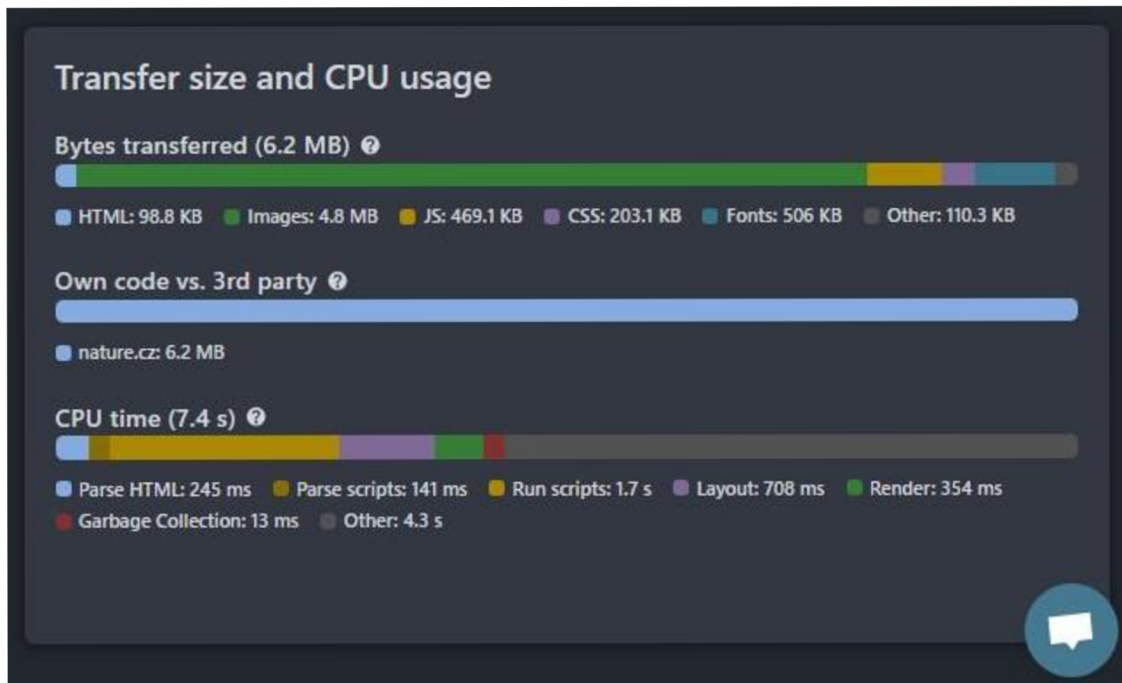 Transfer size and CPU usage
Bytes transferred (6.2 MB) ?
HTML: 98.8 KB Images: 4.8 MB JS: 469.1 KB CSS: 203.1 KB Fonts: 506 KB Other: 110.3 KB
Own code vs. 3rd party ?
nature.cz: 6.2 MB
CPU time (7.4 s) ?
Parse HTML: 245 ms Parse scripts: 141 ms Run scripts: 1.7 s Layout: 708 ms Render: 354 ms
Garbage Collection: 13 ms Other: 4.3 s